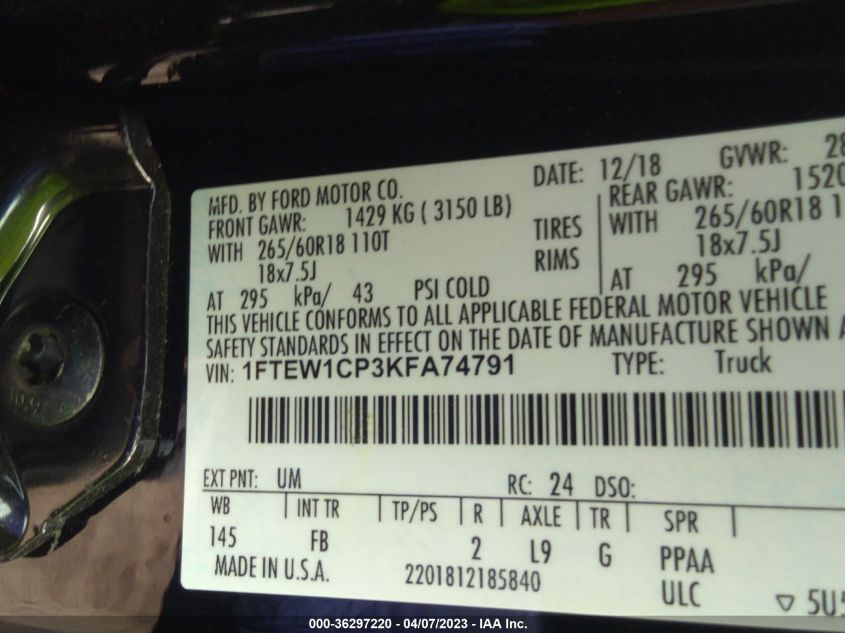 MFD. BY FORD MOTOR CO. DATE: 12/18 GVWR: 28
FRONT GAWR: 1429 KG ( 3150 LB) REAR GAWR: 1520
WITH 265/60R18 110T TIRES WITH 265/60R18 1
18x7.5J RIMS 18x7.5J
AT 295 kPa/ 43 PSI COLD AT 295 kPa/
THIS VEHICLE CONFORMS TO ALL APPLICABLE FEDERAL MOTOR VEHICLE
SAFETY STANDARDS IN EFFECT ON THE DATE OF MANUFACTURE SHOWN A
VIN: 1FTEW1CP3KFA74791 TYPE: Truck
EXT PNT: UM RC: 24 DSO:
WB INT TR TP/PS R AXLE TR SPR
145 FB 2 L9 G PPAA
MADE IN U.S.A. 2201812185840 ULC 5U5
000-36297220 - 04/07/2023 - IAA Inc.